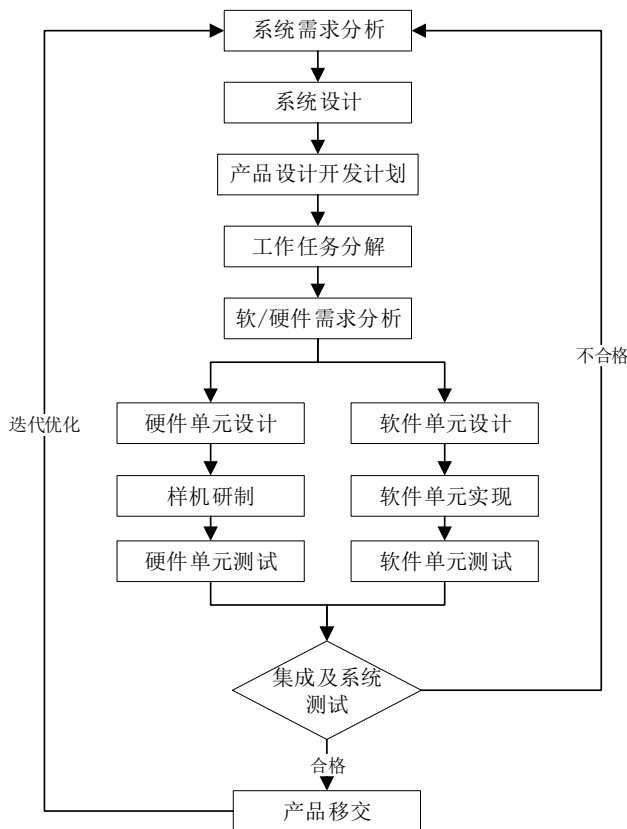 系统需求分析
系统设计
产品设计开发计划
工作任务分解
软/硬件需求分析
不合格
迭代优化
硬件单元设计
软件单元设计
样机研制
软件单元实现
硬件单元测试
软件单元测试
集成及系统
测试
合格
产品移交